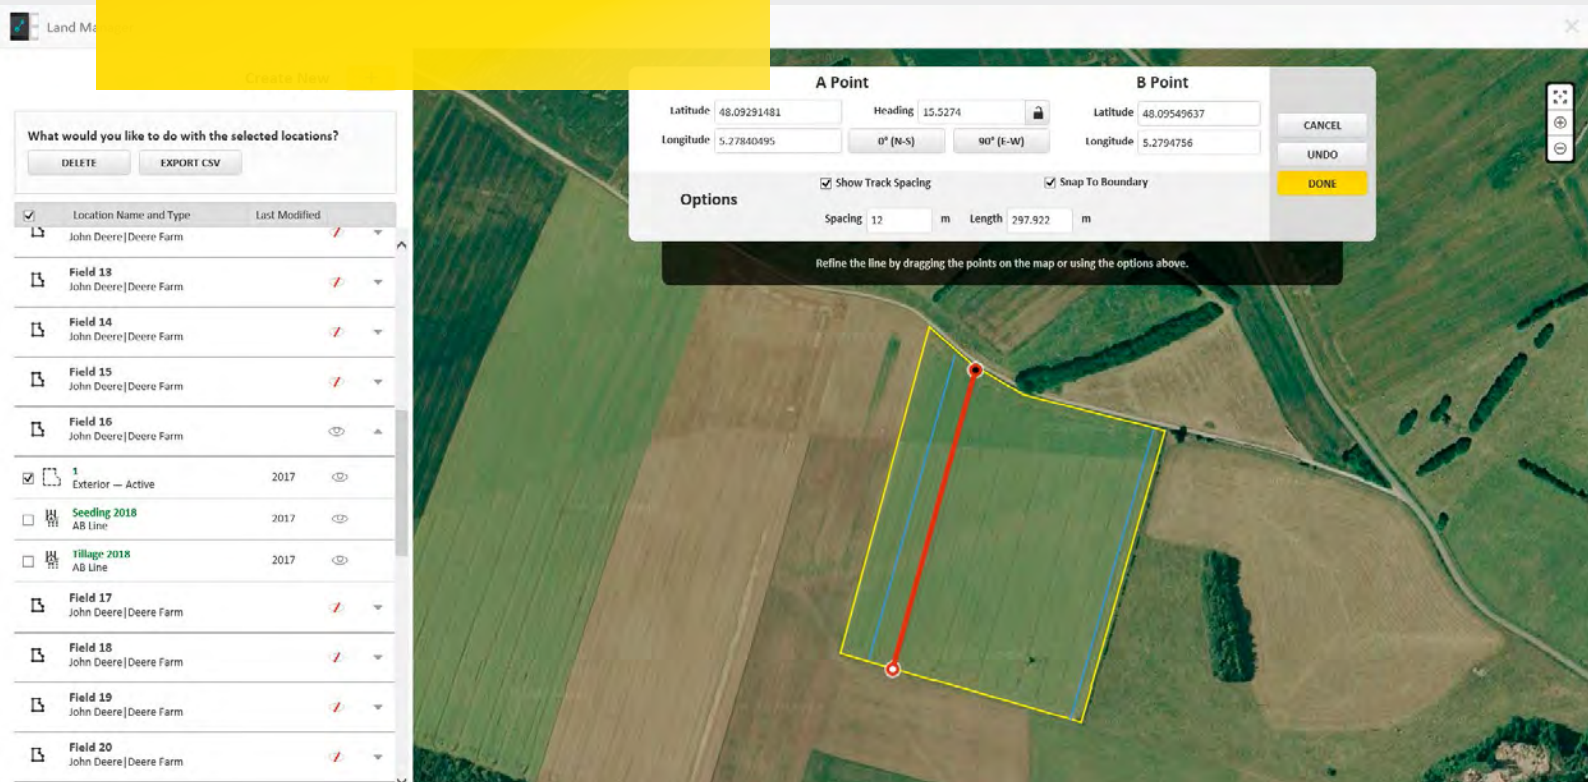 Land Manager
Create New
What would you like to do with the selected locations?
DELETE
EXPORT CSV
Location Name and Type
Last Modified
John Deere|Deere Farm
Field 13
John Deere|Deere Farm
Field 14
John Deere|Deere Farm
Field 15
John Deere|Deere Farm
Field 16
John Deere|Deere Farm
1
Exterior — Active
2017
Seeding 2018
AB Line
2017
Tillage 2018
AB Line
2017
Field 17
John Deere|Deere Farm
Field 18
John Deere|Deere Farm
Field 19
John Deere|Deere Farm
Field 20
John Deere|Deere Farm
A Point
B Point
Latitude 48.09291481
Heading 15.5274
Latitude 48.09549637
Longitude 5.27840495
0° (N-S)
90° (E-W)
Longitude 5.2794756
CANCEL
UNDO
DONE
Options
Show Track Spacing
Snap To Boundary
Spacing 12 m
Length 297.922 m
Refine the line by dragging the points on the map or using the options above.